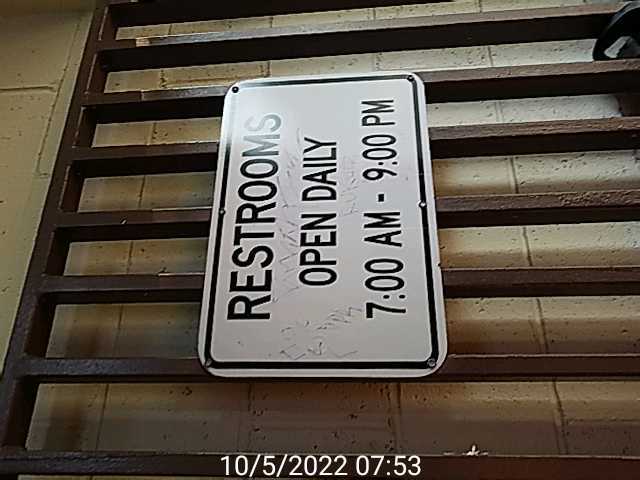 RESTROOMS
OPEN DAILY
7:00 AM - 9:00 PM
10/5/2022 07:53